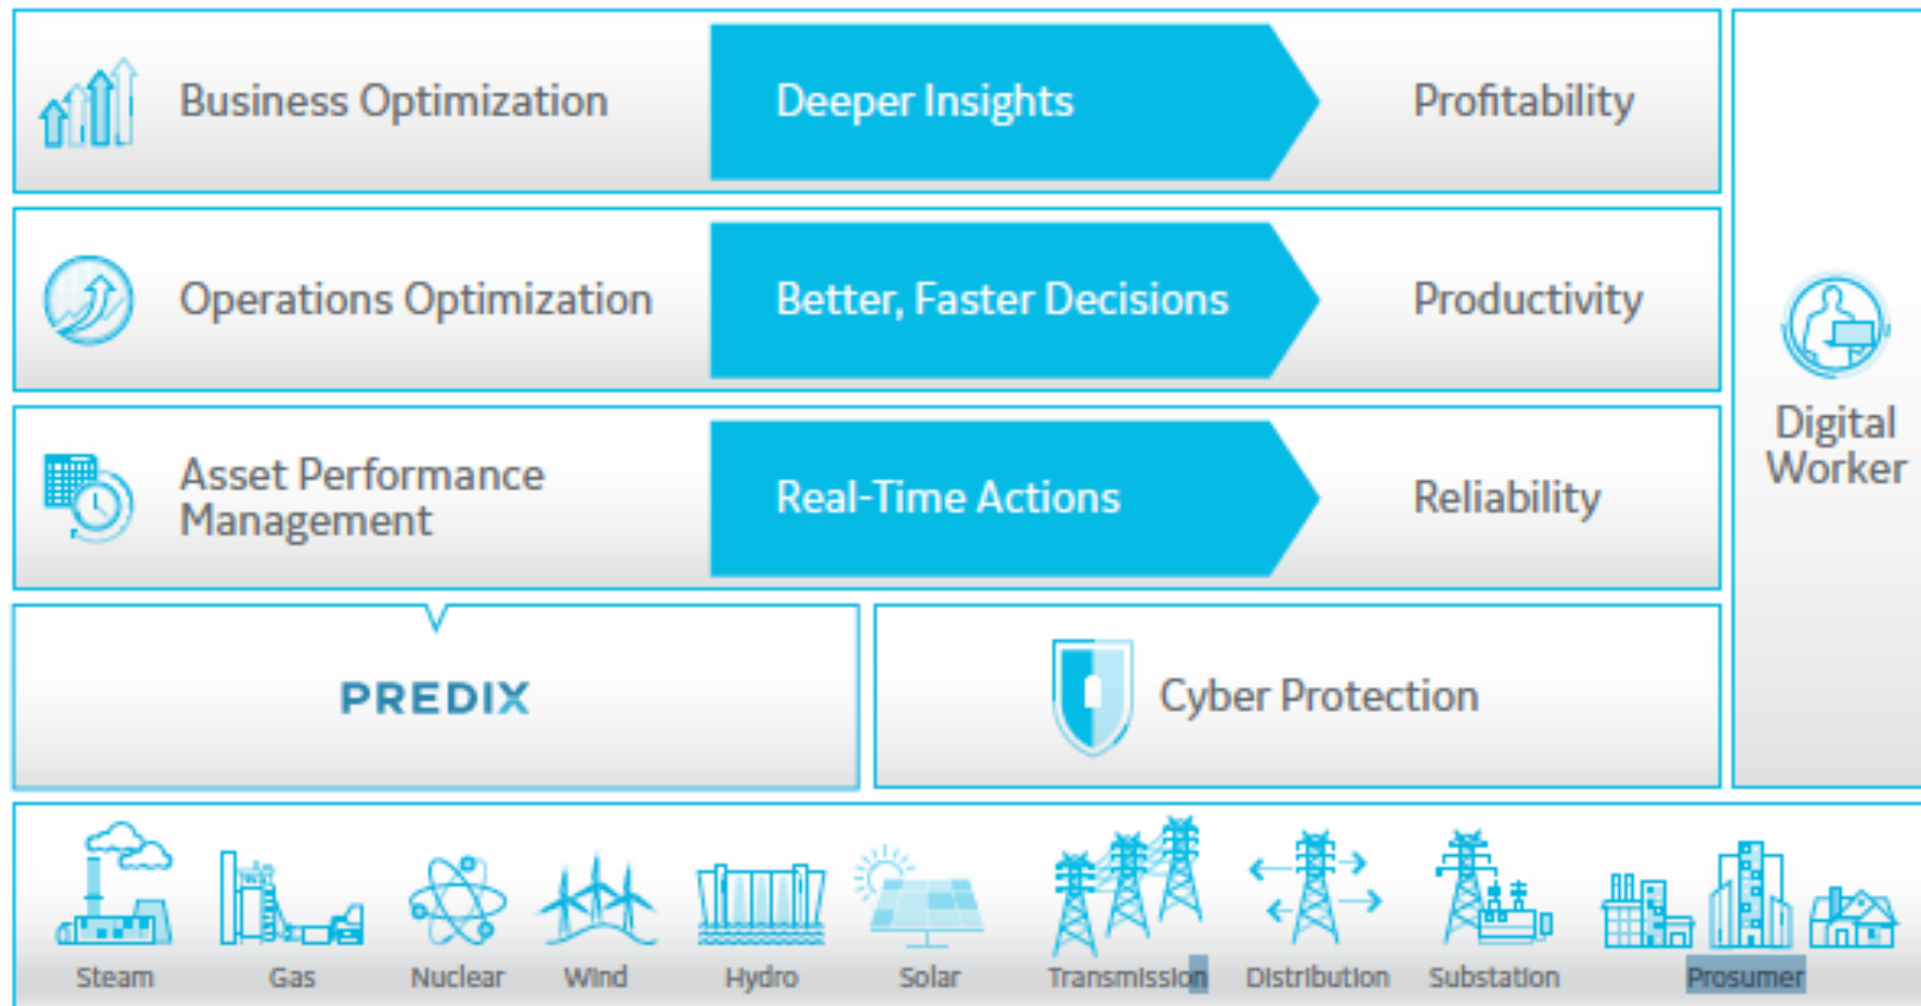 Business Optimization
Deeper Insights
Profitability
Operations Optimization
Better, Faster Decisions
Productivity
Asset Performance
Management
Real-Time Actions
Reliability
Digital
Worker
PREDIX
Cyber Protection
Steam
Gas
Nuclear
Wind
Hydro
Solar
Transmission
Distribution
Substation
Prosumer